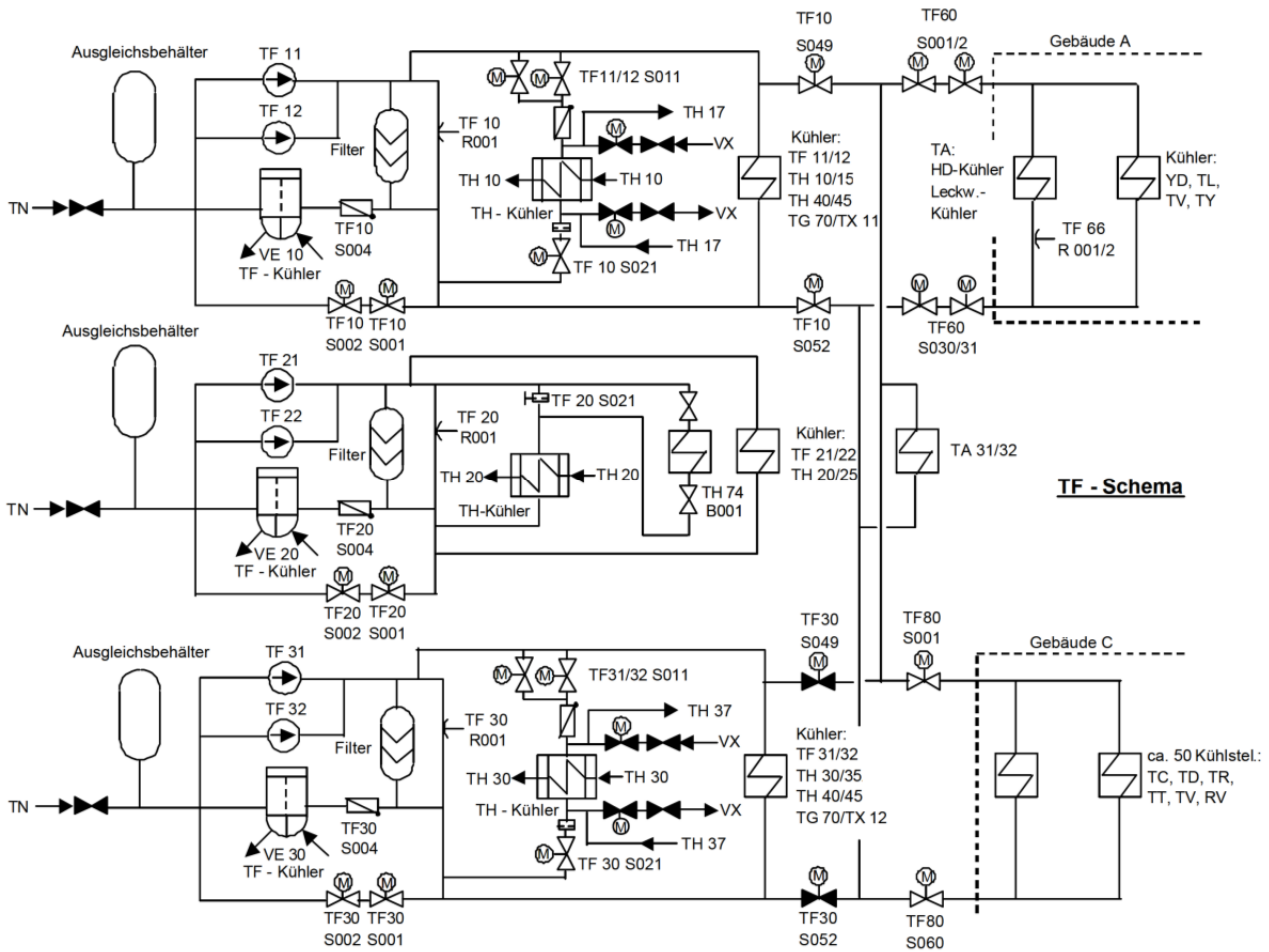 Ausgleichsbehälter
TF 11
M
M
TF11/12 S011
TF10
S049
M
TF60
S001/2
M
M
Gebäude A
TF 12
Filter
TF 10
R001
TH 17
M
VX
TH 10
TH 10
TH - Kühler
M
VX
TH 17
M
TF 10 S021
Kühler:
TF 11/12
TH 10/15
TH 40/45
TG 70/TX 11
TA:
HD-Kühler
Leckw.-
Kühler
Kühler:
YD, TL,
TV, TY
TF 66
R 001/2
TN
VE 10
TF - Kühler
TF10
S004
M
M
TF10
S002
TF10
S001
M
TF10
S052
M
M
TF60
S030/31
Ausgleichsbehälter
TF 21
TF 22
Filter
TF 20
R001
TF 20 S021
TH 20
TH 20
TH-Kühler
TH 74
B001
Kühler:
TF 21/22
TH 20/25
TA 31/32
TF - Schema
TN
VE 20
TF - Kühler
TF20
S004
M
M
TF20
S002
TF20
S001
Ausgleichsbehälter
TF 31
M
M
TF31/32 S011
TF30
S049
M
TF80
S001
M
Gebäude C
TF 32
Filter
TF 30
R001
TH 37
M
VX
TH 30
TH 30
TH - Kühler
M
VX
TH 37
M
TF 30 S021
Kühler:
TF 31/32
TH 30/35
TH 40/45
TG 70/TX 12
ca. 50 Kühlstel.:
TC, TD, TR,
TT, TV, RV
TN
VE 30
TF - Kühler
TF30
S004
M
M
TF30
S002
TF30
S001
M
TF30
S052
M
TF80
S060